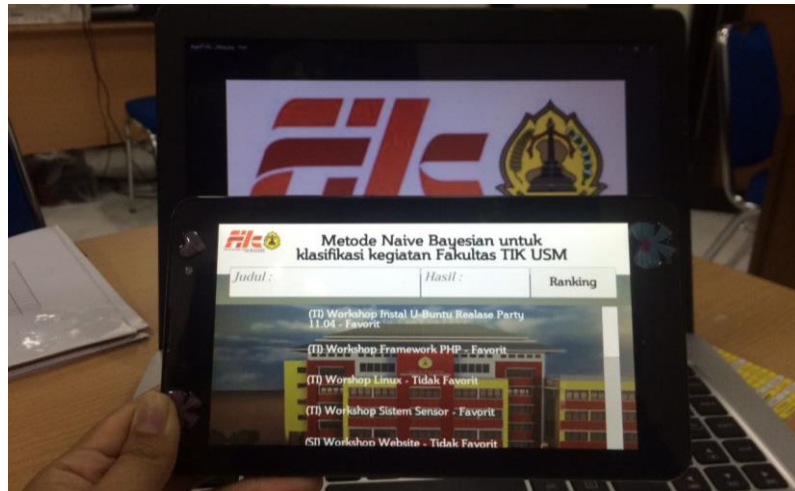 Metode Naive Bayesian untuk
klasifikasi kegiatan Fakultas TIK USM
Judul :
Hasil :
Ranking
(TI) Workshop Instal U-Buntu Realase Party
11.04 - Favorit
(TI) Workshop Framework PHP - Favorit
(TI) Worshop Linux - Tidak Favorit
(TI) Workshop Sistem Sensor - Favprit
(SI) Workshop Website - Tidak Favorit